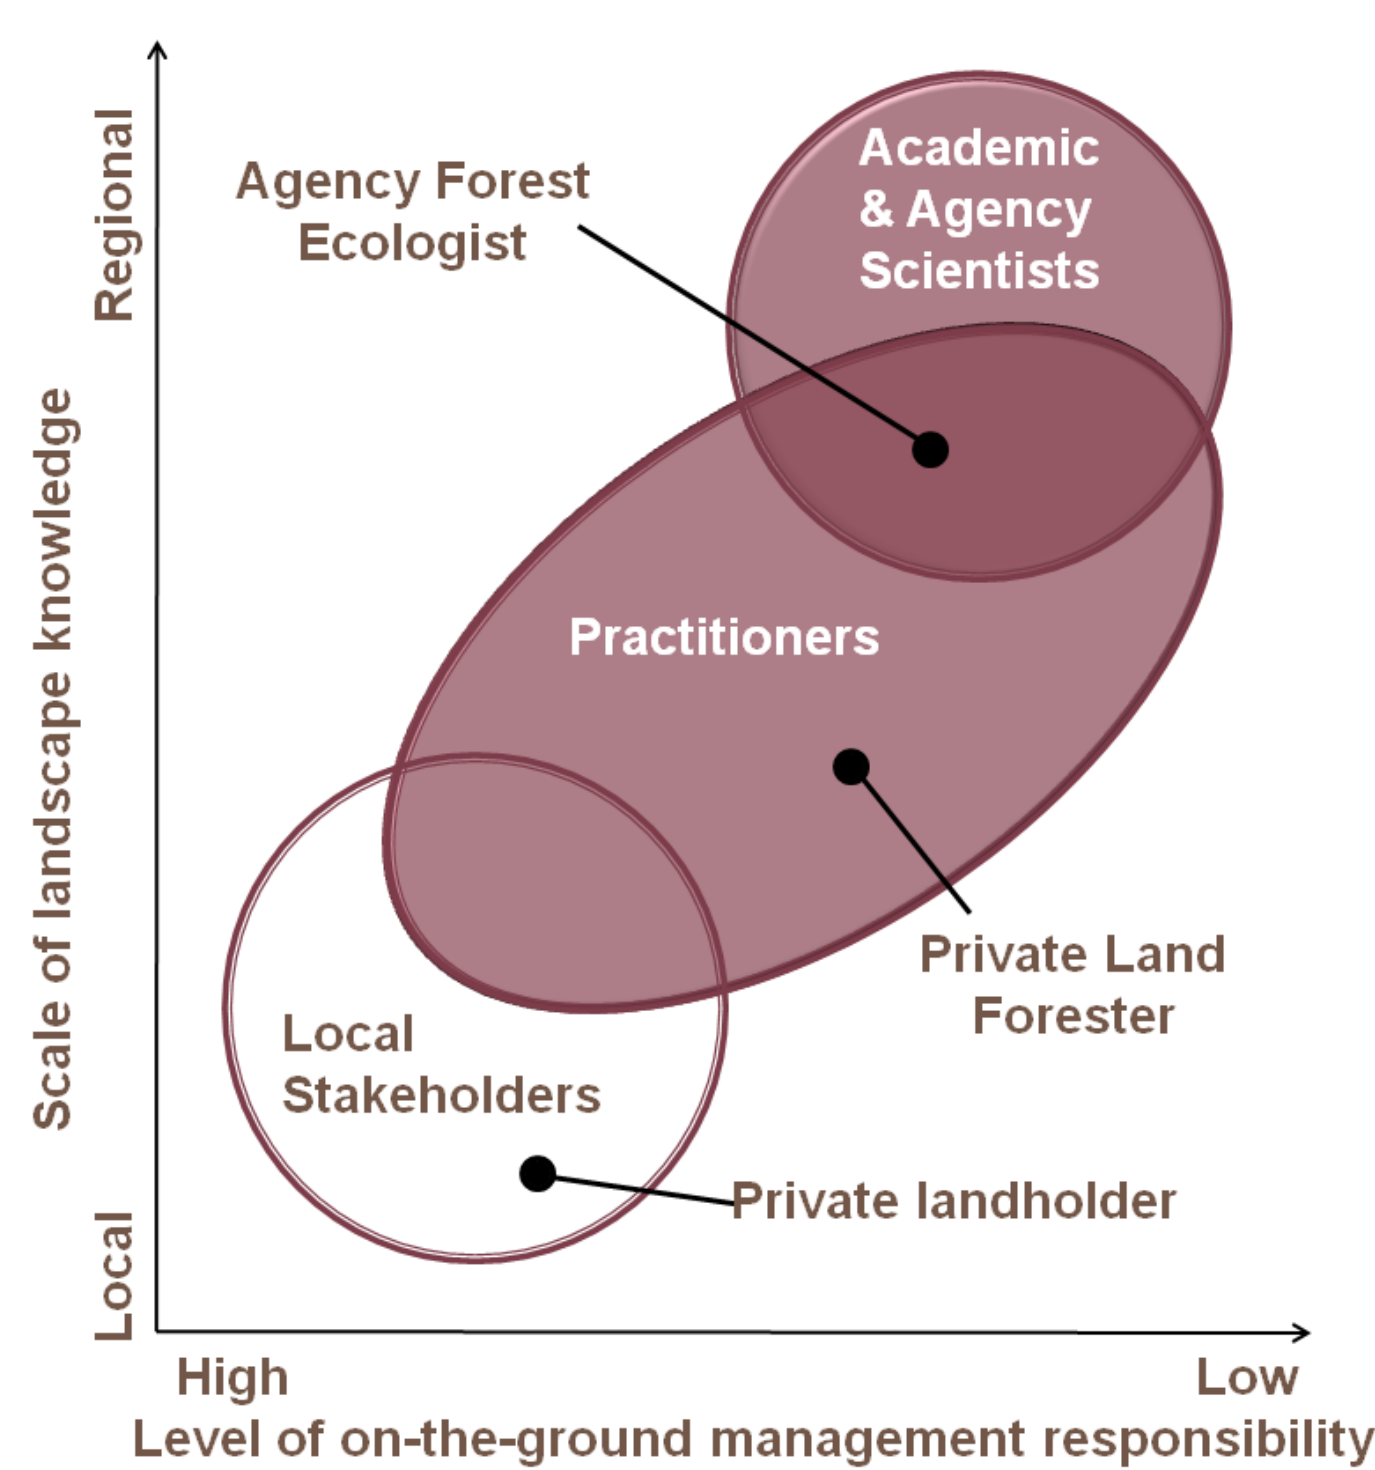 Regional
Scale of landscape knowledge
Local
Agency Forest
Ecologist
Academic
& Agency
Scientists
Practitioners
Private Land
Forester
Local
Stakeholders
Private landholder
High
Low
Level of on-the-ground management responsibility